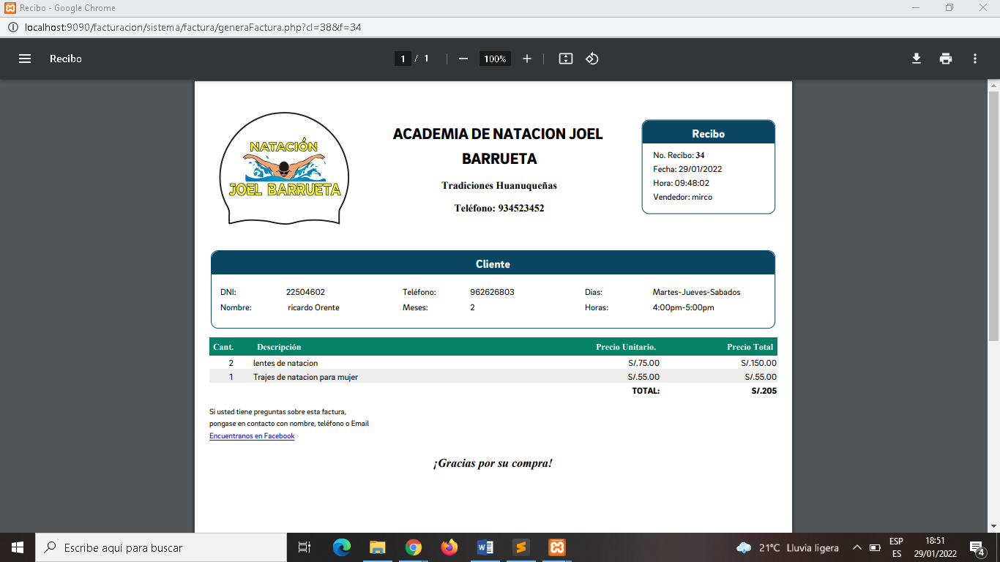 Recibo - Google Chrome
localhost:9090/facturacion/sistema/factura/generaFactura.php?cl=38&f=34
Recibo
1 / 1
100%
NATACIÓN
JOEL BARRUETA
ACADEMIA DE NATACION JOEL
BARRUETA
Tradiciones Huanuqueñas
Teléfono: 934523452
Recibo
No. Recibo: 34
Fecha: 29/01/2022
Hora: 09:48:02
Vendedor: mirco
Cliente
DNI: 22504602 Teléfono: 962626803 Dias: Martes-Jueves-Sabados
Nombre: ricardo Orente Meses: 2 Horas: 4:00pm-5:00pm
Cant. Descripción Precio Unitario. Precio Total
2 lentes de natacion S/.75.00 S/.150.00
1 Trajes de natacion para mujer S/.55.00 S/.55.00
TOTAL: S/.205
Si usted tiene preguntas sobre esta factura,
pongase en contacto con nombre, teléfono o Email
Encuentranos en Facebook
¡Gracias por su compra!
Escribe aquí para buscar
21°C Lluvia ligera
ESP
ES
18:51
29/01/2022
4